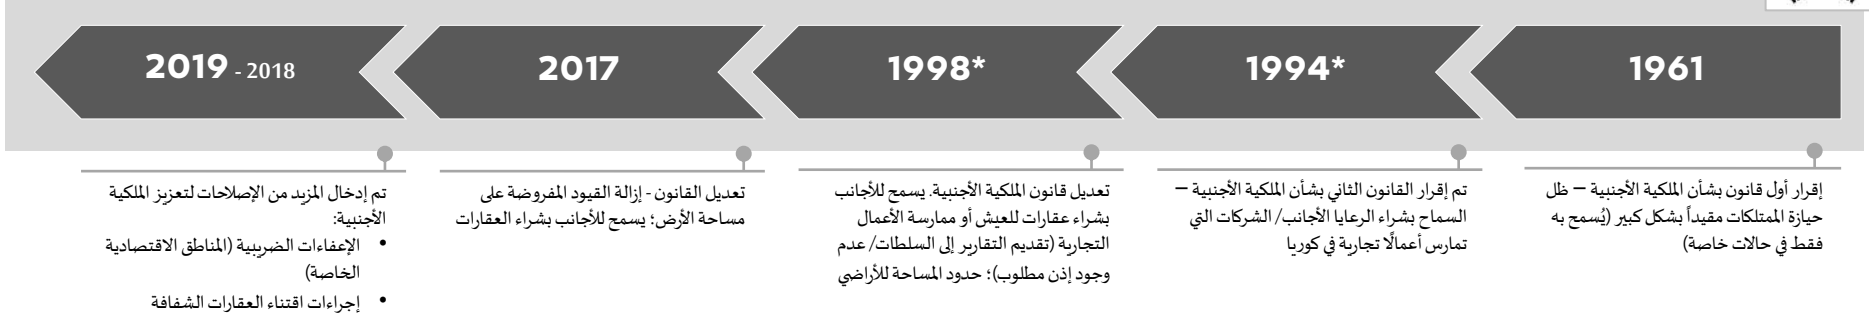 1961
إقرار أول قانون بشأن الملكية الأجنبية – ظل
حيازة الممتلكات مقيداً بشكل كبير (يُسمح به
فقط في حالات خاصة)
1994*
تم إقرار القانون الثاني بشأن الملكية الأجنبية –
السماح بشراء الرعايا الأجانب/ الشركات التي
تمارس أعمالًا تجارية في كوريا
1998*
تعديل قانون الملكية الأجنبية. يسمح للأجانب
بشراء عقارات للعيش أو ممارسة الأعمال
التجارية (تقديم التقارير إلى السلطات/ عدم
وجود إذن مطلوب)؛ حدود المساحة للأراضي
2017
تعديل القانون - إزالة القيود المفروضة على
مساحة الأرض؛ يسمح للأجانب بشراء العقارات
2019 - 2018
تم إدخال المزيد من الإصلاحات لتعزيز الملكية
الأجنبية:
• الإعفاءات الضريبية (المناطق الاقتصادية
الخاصة)
• إجراءات اقتناء العقارات الشفافة